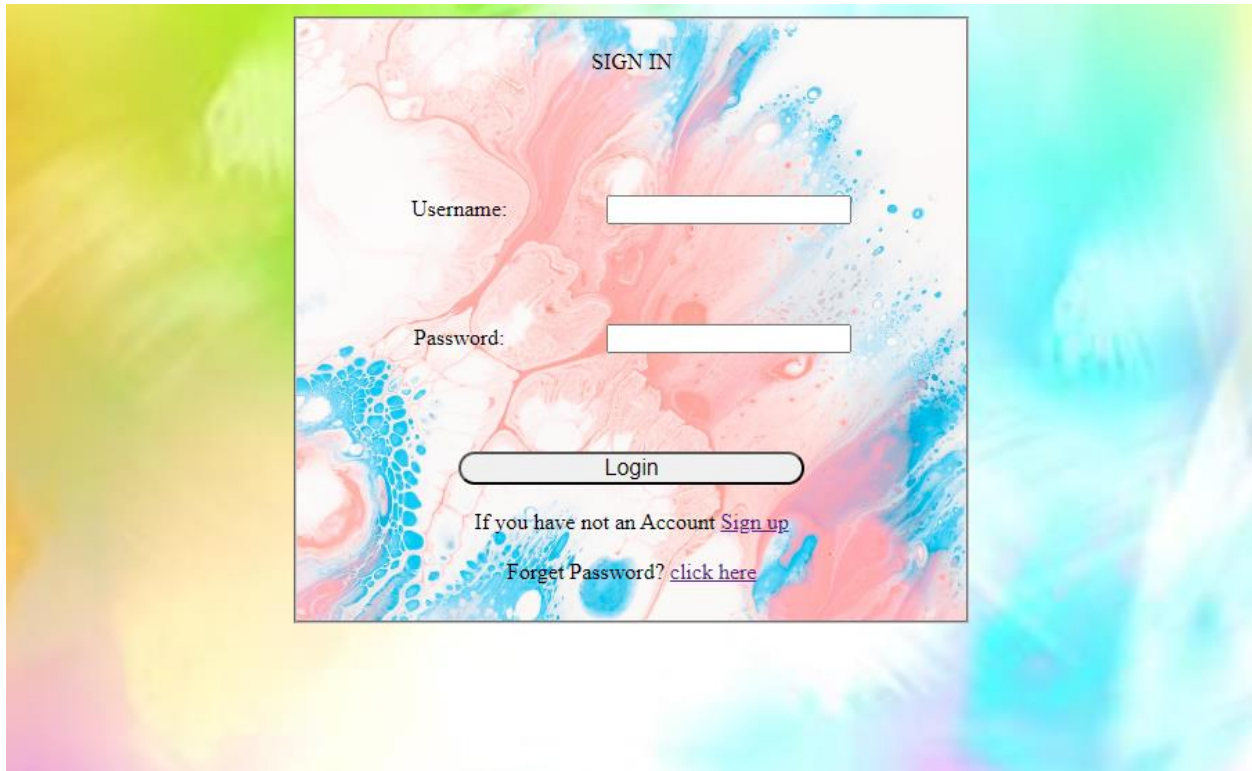 SIGN IN
Username:
Password:
Login
If you have not an Account Sign up
Forget Password? click here